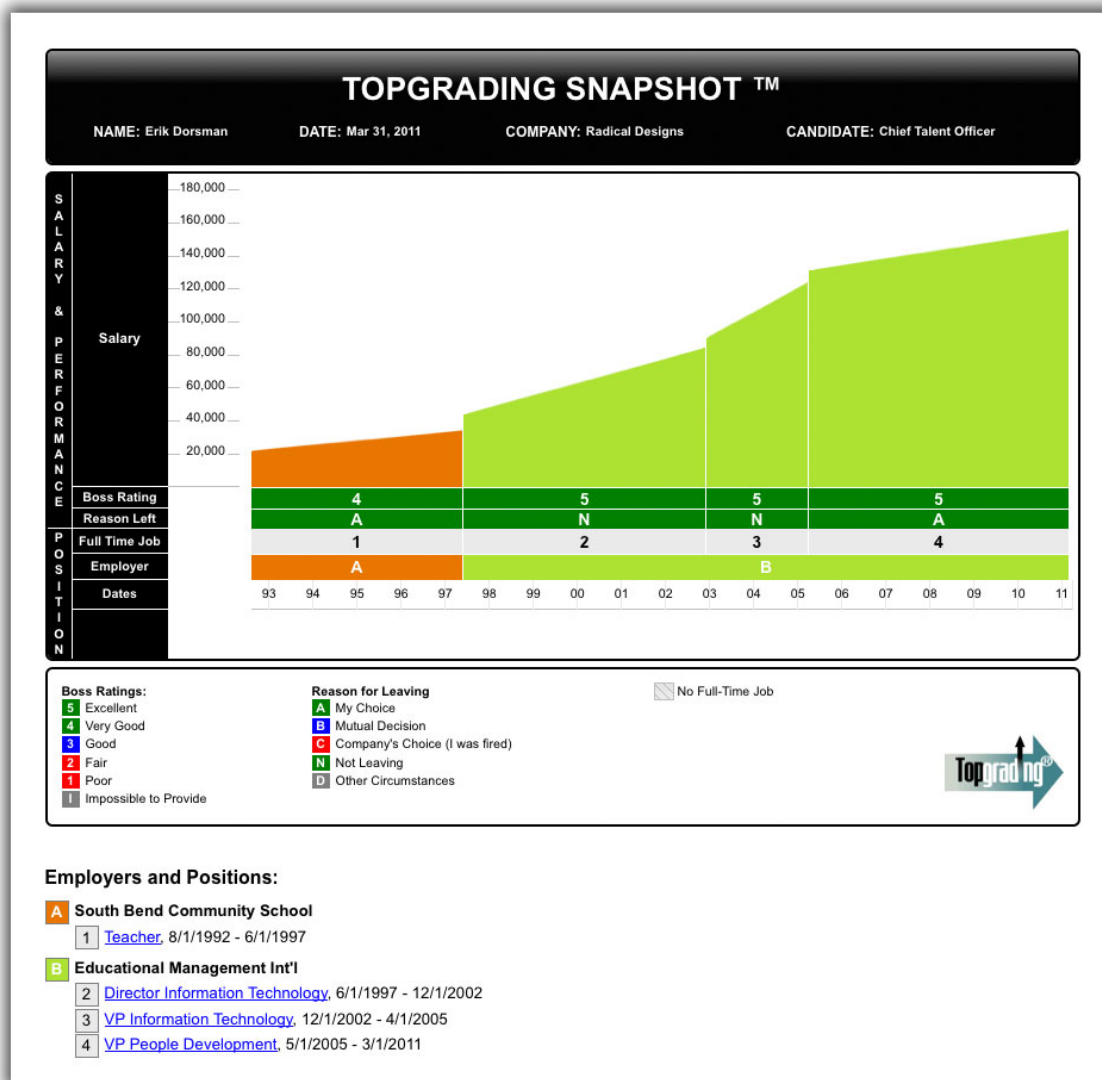 TOPGRADING SNAPSHOT ™
NAME: Erik Dorsman DATE: Mar 31, 2011 COMPANY: Radical Designs CANDIDATE: Chief Talent Officer
SALARY & PERFORMANCE
Salary
180,000
160,000
140,000
120,000
100,000
80,000
60,000
40,000
20,000
Boss Rating 4 5 5 5
Reason Left A N N A
POSITION
Full Time Job 1 2 3 4
Employer A B
Dates 93 94 95 96 97 98 99 00 01 02 03 04 05 06 07 08 09 10 11
Boss Ratings:
5 Excellent
4 Very Good
3 Good
2 Fair
1 Poor
I Impossible to Provide
Reason for Leaving
A My Choice
B Mutual Decision
C Company's Choice (I was fired)
N Not Leaving
D Other Circumstances
No Full-Time Job
Topgrading®
Employers and Positions:
A South Bend Community School
1 Teacher, 8/1/1992 - 6/1/1997
B Educational Management Int'l
2 Director Information Technology, 6/1/1997 - 12/1/2002
3 VP Information Technology, 12/1/2002 - 4/1/2005
4 VP People Development, 5/1/2005 - 3/1/2011